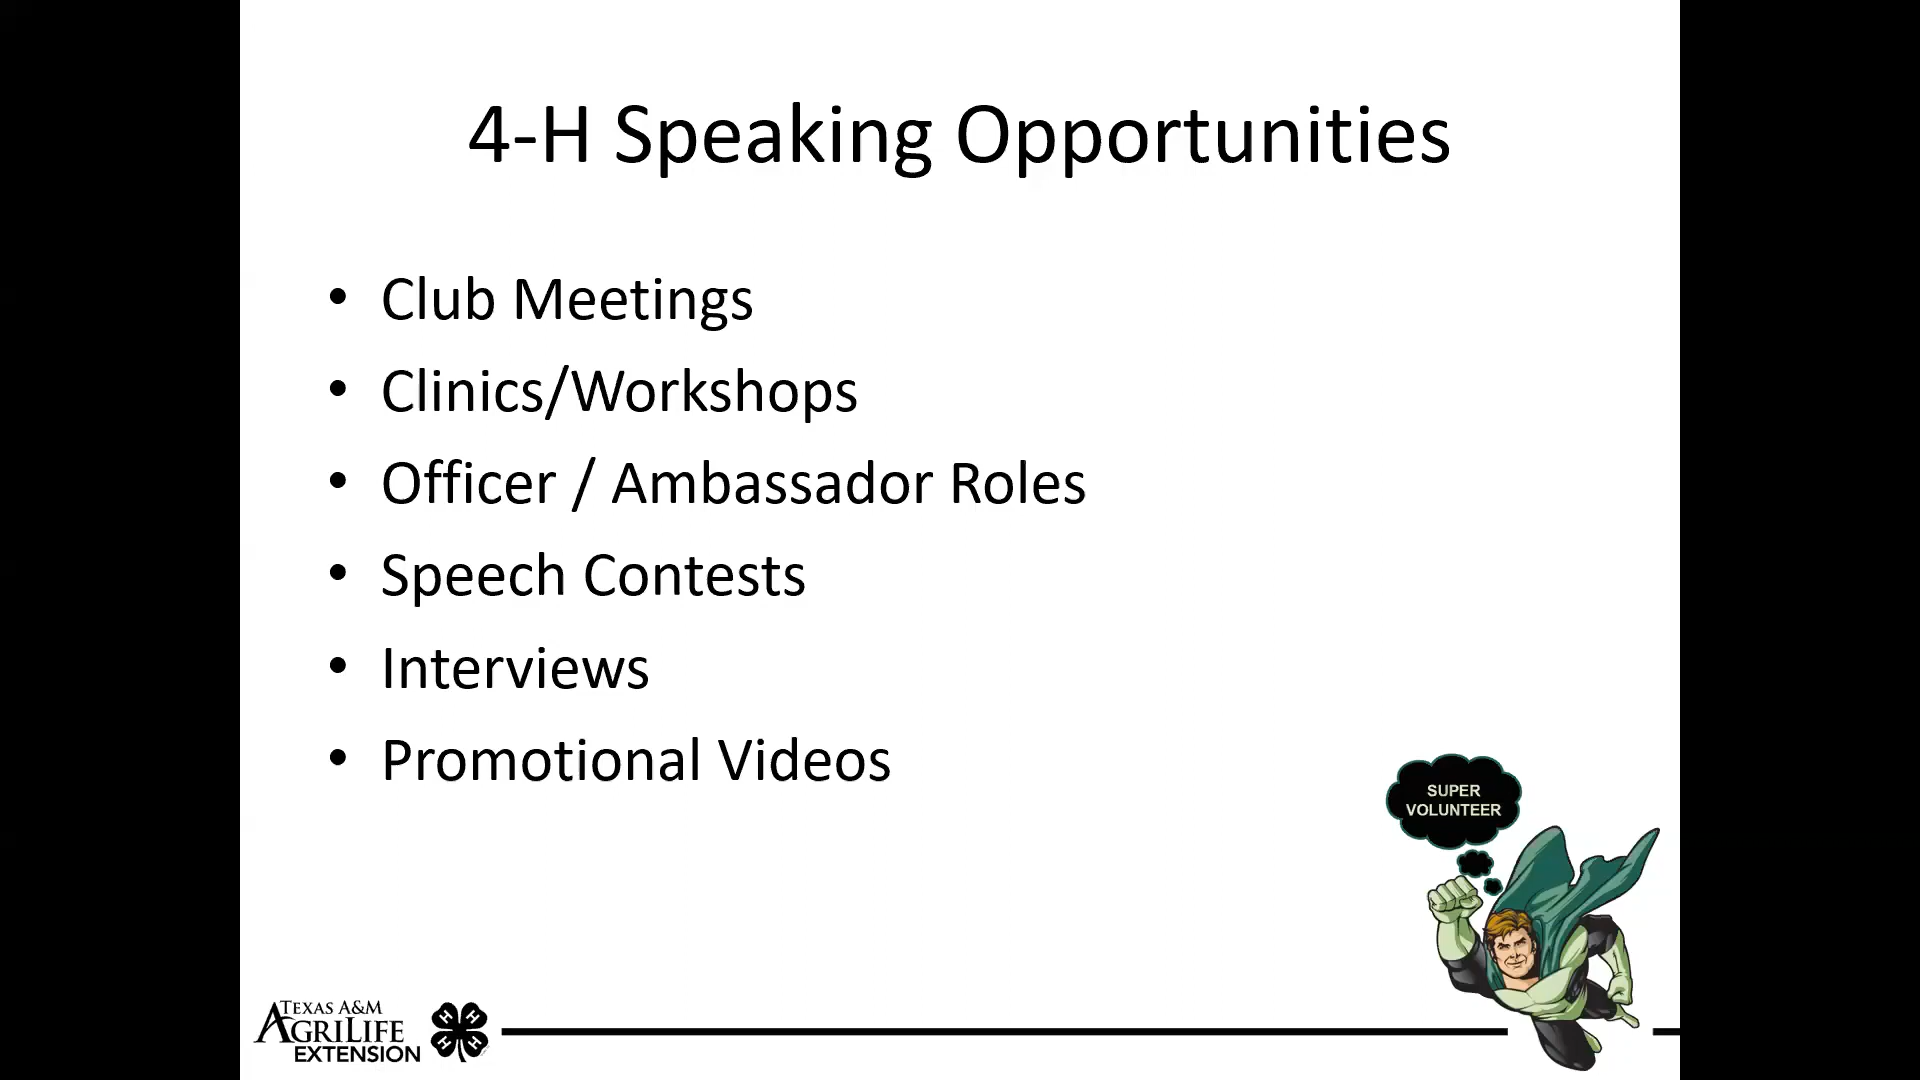 4-H Speaking Opportunities
• Club Meetings
• Clinics/Workshops
• Officer / Ambassador Roles
• Speech Contests
• Interviews
• Promotional Videos
SUPER
VOLUNTEER
TEXAS A&M
AGRILIFE
EXTENSION
H H
H H